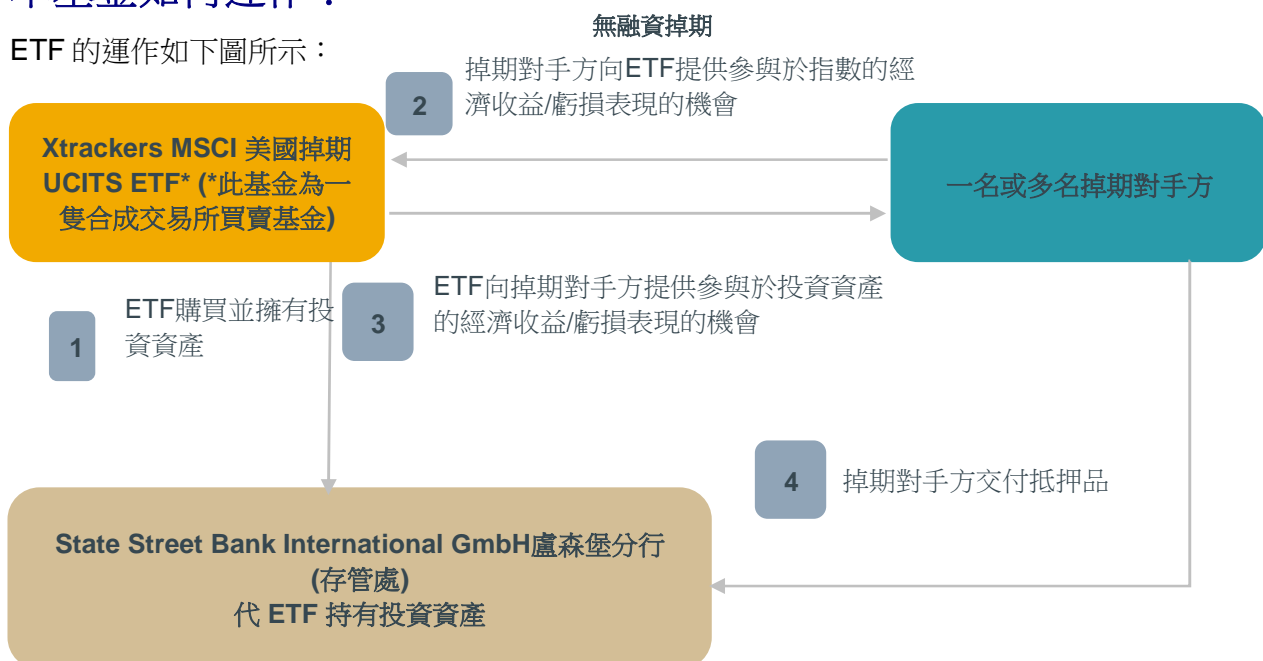 本基金如何運作？
ETF 的運作如下圖所示：
無融資掉期
2
掉期對手方向ETF提供參與於指數的經
濟收益/虧損表現的機會
Xtrackers MSCI 美國掉期
UCITS ETF* (*此基金為一
隻合成交易所買賣基金)
一名或多名掉期對手方
1
ETF購買並擁有投
資資產
3
ETF向掉期對手方提供參與於投資資產
的經濟收益/虧損表現的機會
4
掉期對手方交付抵押品
State Street Bank International GmbH盧森堡分行
(存管處)
代 ETF 持有投資資產